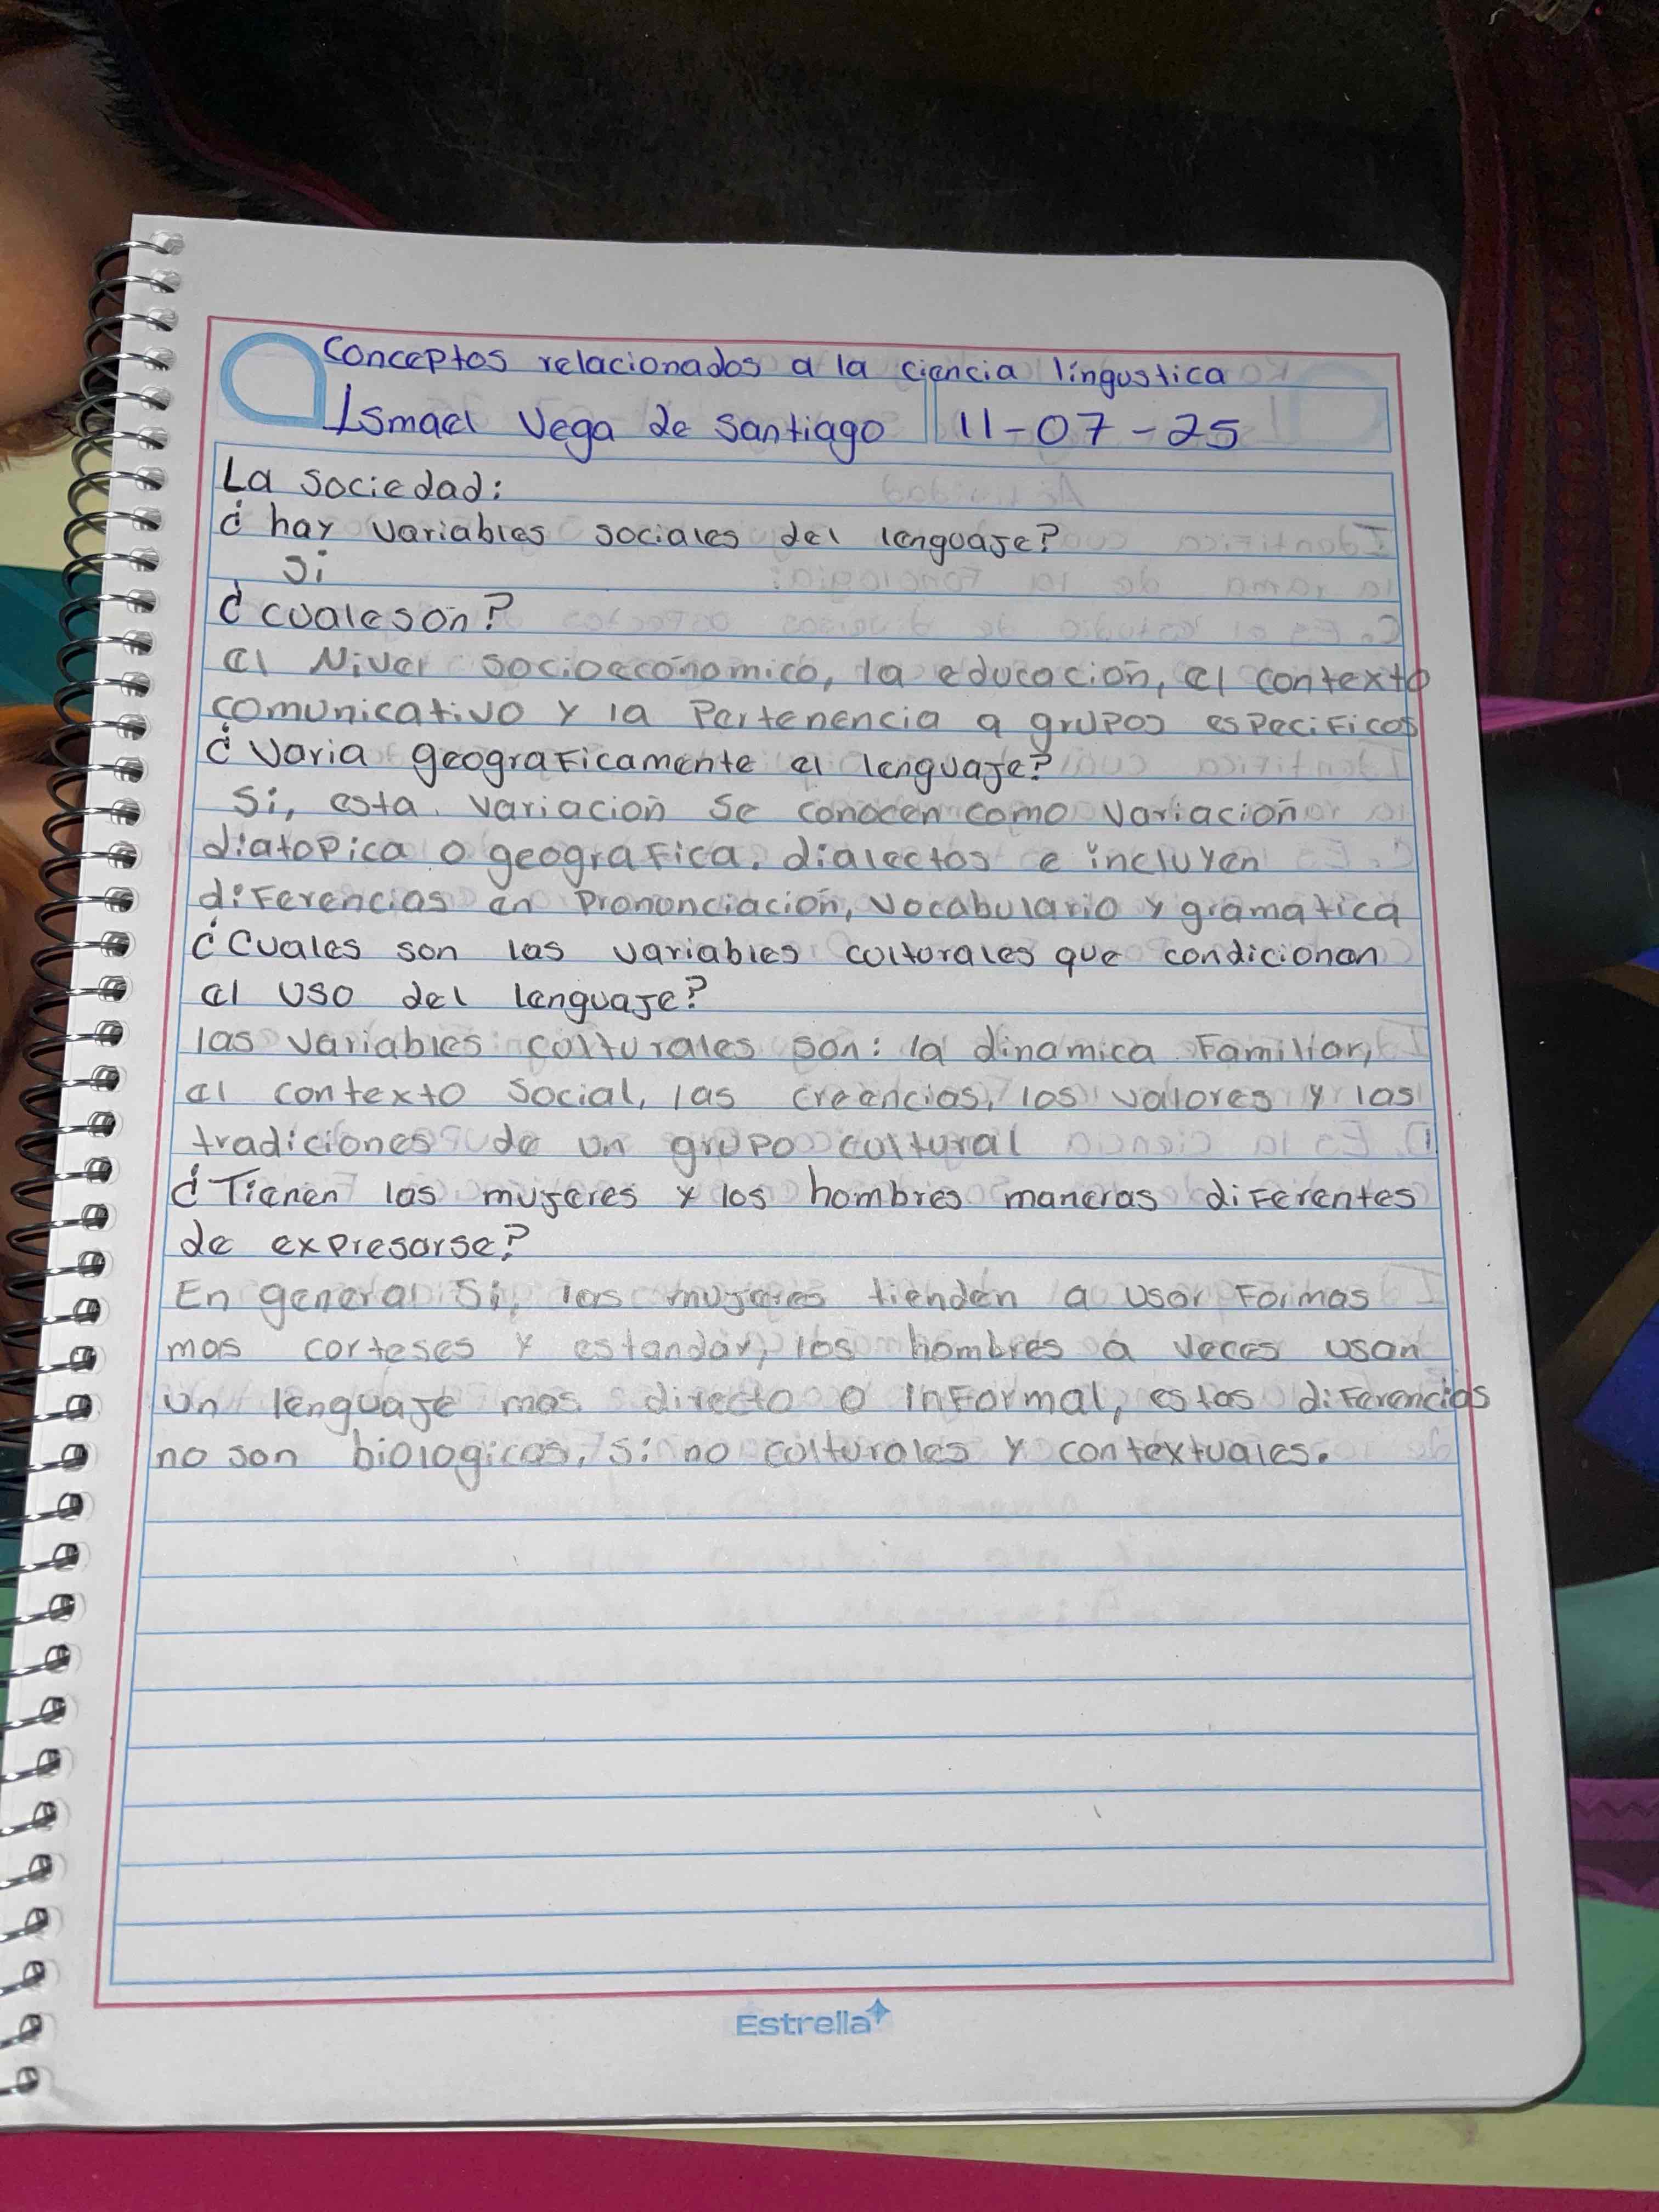 Conceptos relacionados a la ciencia lingustica
Ismael Vega de Santiago 11-07-25
La sociedad:
¿hay variables sociales del lenguaje?
Si
¿cualeson?
el Nivel socioeconomico, la educación, el contexto
comunicativo y la Pertenencia a grupos especificos
¿varia geograficamente el lenguaje?
Si, esta variación se conocen como variación
diatopica o geografica. dialectos e incluyen
diferencias en Pronunciación, vocabulario y gramatica
¿Cuales son las variables culturales que condicionan
el uso del lenguaje?
las variables culturales son: la dinamica familiar,
el contexto social, las creencias, los valores y las
tradiciones de un grupo cultural
¿Tienen las mujeres y los hombres maneras diferentes
de expresarse?
En general Si, las mujeres tienden a usar formas
mas corteses y estandar, los hombres a veces usan
un lenguaje mas directo o informal, estas diferencias
no son biologicas, si no culturales y contextuales.
Estrella